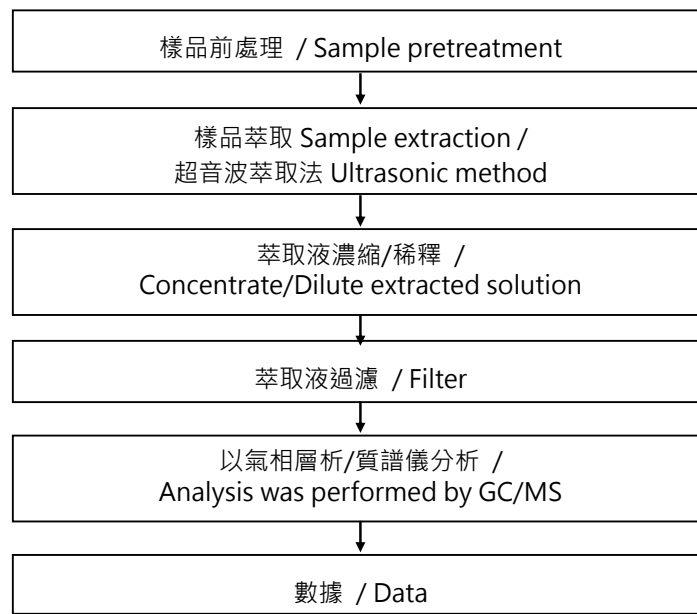 樣品前處理 / Sample pretreatment
樣品萃取 Sample extraction /
超音波萃取法 Ultrasonic method
萃取液濃縮/稀釋 /
Concentrate/Dilute extracted solution
萃取液過濾 / Filter
以氣相層析/質譜儀分析 /
Analysis was performed by GC/MS
數據 / Data